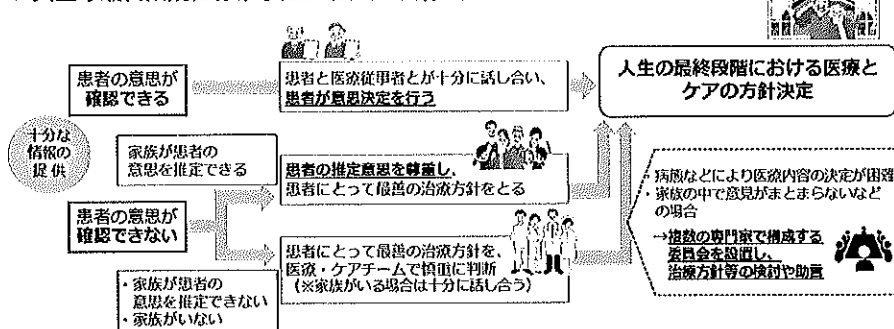 患者の意思が
確認できる
患者と医療従事者とが十分に話し合い、
患者が意思決定を行う
人生の最終段階における医療と
ケアの方針決定
十分な
情報の
提供
家族が患者の
意思を推定できる
患者の推定意思を尊重し、
患者にとって最善の治療方針をとる
患者の意思が
確認できない
患者にとって最善の治療方針を、
医療・ケアチームで慎重に判断
(※家族がいる場合は十分に話し合う)
・家族が患者の
意思を推定できない
・家族がいない
・病態などにより医療内容の決定が困難
・家族の中で意見がまとまらないなど
の場合
→複数の専門家で構成する
委員会を設置し、
治療方針等の検討や助言